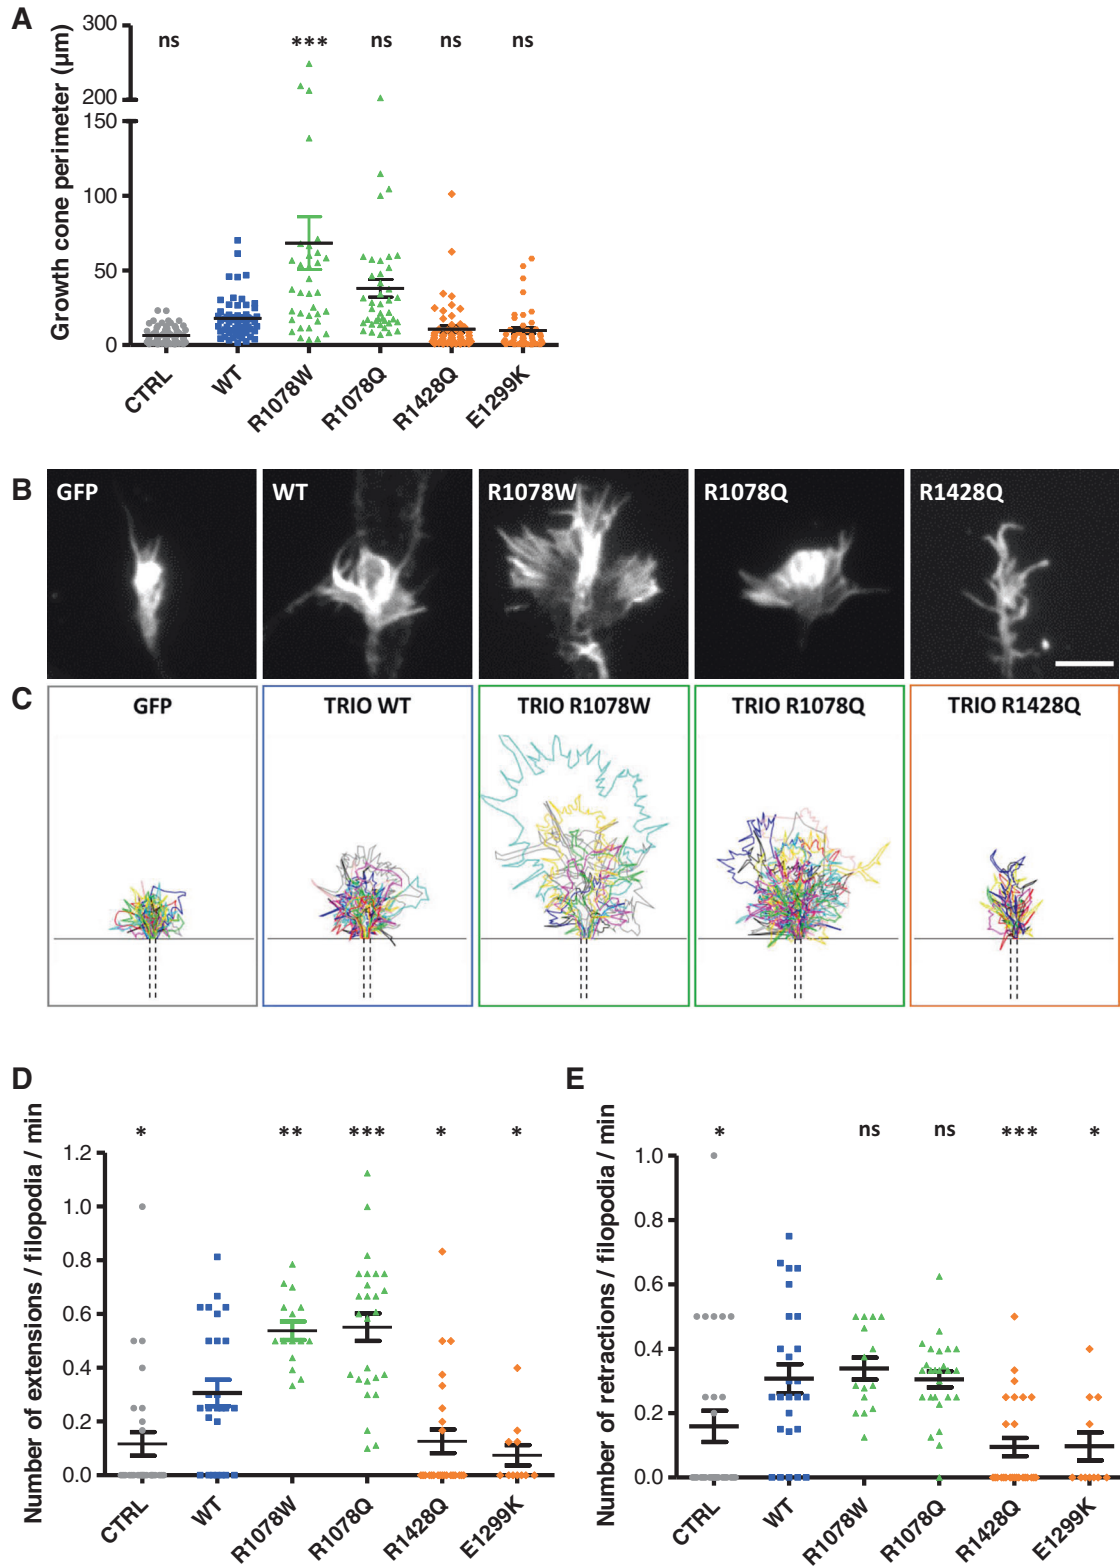 A
Growth cone perimeter (µm)
300
200
150
100
50
0
ns
***
ns
ns
ns
CTRL
WT
R1078W
R1078Q
R1428Q
E1299K
B
GFP
WT
R1078W
R1078Q
R1428Q
C
GFP
TRIO WT
TRIO R1078W
TRIO R1078Q
TRIO R1428Q
D
Number of extensions / filopodia / min
*
**
***
*
*
1.2
1.0
0.8
0.6
0.4
0.2
0.0
CTRL
WT
R1078W
R1078Q
R1428Q
E1299K
E
Number of retractions / filopodia / min
*
ns
ns
***
*
1.0
0.8
0.6
0.4
0.2
0.0
CTRL
WT
R1078W
R1078Q
R1428Q
E1299K